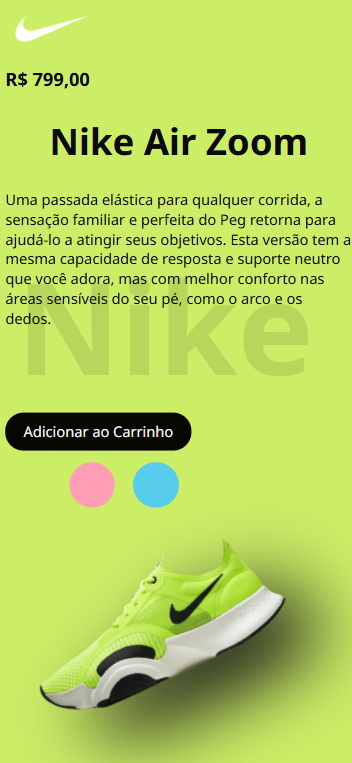 R$ 799,00
Nike Air Zoom
Uma passada elástica para qualquer corrida, a
sensação familiar e perfeita do Peg retorna para
ajudá-lo a atingir seus objetivos. Esta versão tem a
mesma capacidade de resposta e suporte neutro
que você adora, mas com melhor conforto nas
áreas sensíveis do seu pé, como o arco e os
dedos.
Nike
Adicionar ao Carrinho